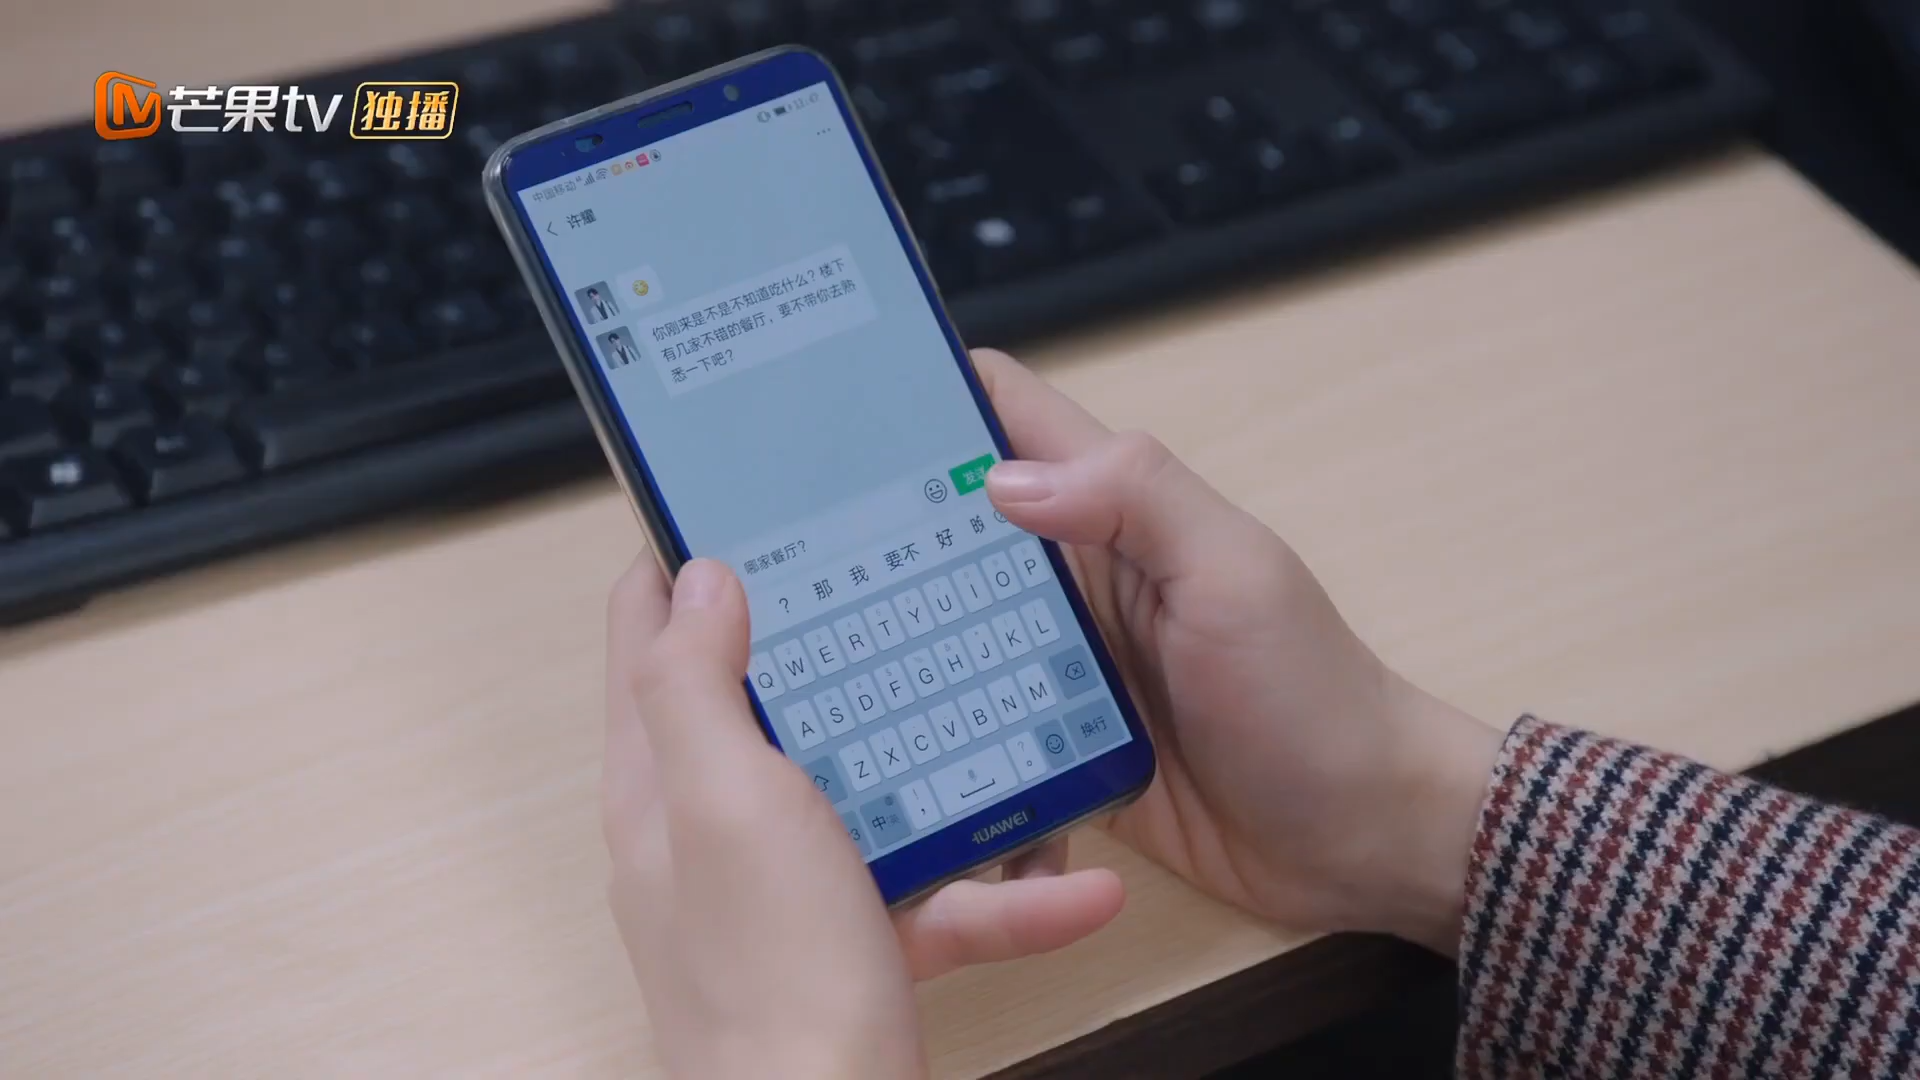 芒果tv 独播
中国移动
12:47
许耀
你刚来是不是不知道吃什么？楼下
有几家不错的餐厅，要不带你去熟
悉一下吧？
发送
哪家餐厅？
？ 那 我 要不 好
Q W E R T Y U I O P
A S D F G H J K L
Z X C V B N M
中/英 ， ？ 。 换行
HUAWEI